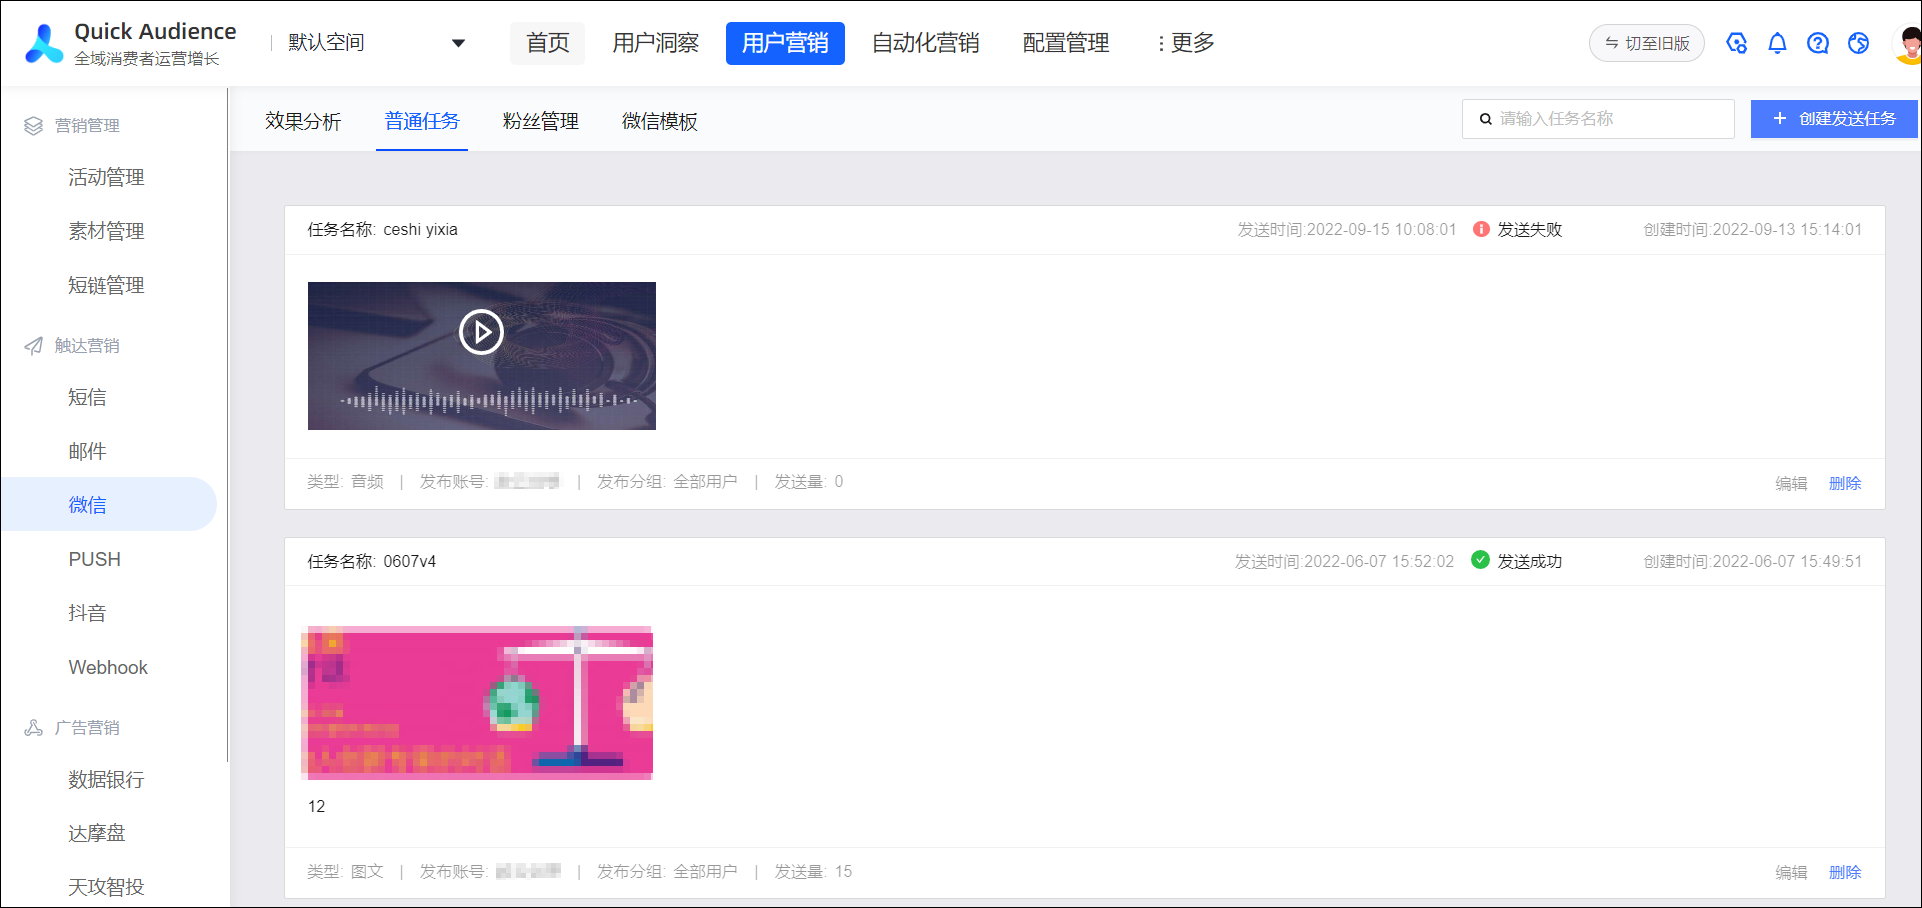 Quick Audience
全域消费者运营增长
默认空间
首页
用户洞察
用户营销
自动化营销
配置管理
更多
切至旧版
营销管理
活动管理
素材管理
短链管理
触达营销
短信
邮件
微信
PUSH
抖音
Webhook
广告营销
数据银行
达摩盘
天攻智投
效果分析
普通任务
粉丝管理
微信模板
请输入任务名称
+ 创建发送任务
任务名称: ceshi yixia
发送时间:2022-09-15 10:08:01
发送失败
创建时间:2022-09-13 15:14:01
类型: 音频 | 发布账号: | 发布分组: 全部用户 | 发送量: 0
编辑 删除
任务名称: 0607v4
发送时间:2022-06-07 15:52:02
发送成功
创建时间:2022-06-07 15:49:51
12
类型: 图文 | 发布账号: | 发布分组: 全部用户 | 发送量: 15
编辑 删除